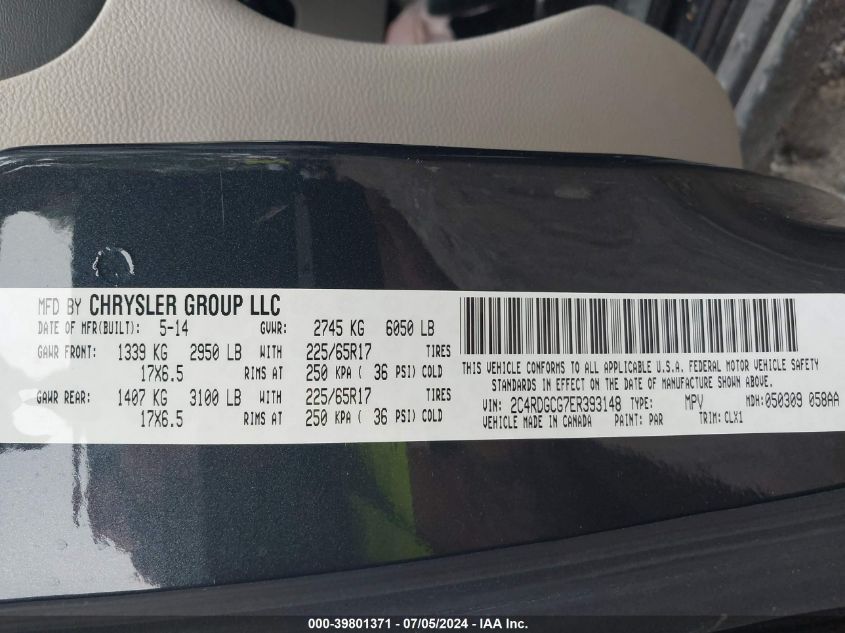 MFD BY CHRYSLER GROUP LLC
DATE OF MFR(BUILT): 5-14 GVWR: 2745 KG 6050 LB
GAWR FRONT: 1339 KG 2950 LB WITH 225/65R17 TIRES
17X6.5 RIMS AT 250 KPA ( 36 PSI) COLD
GAWR REAR: 1407 KG 3100 LB WITH 225/65R17 TIRES
17X6.5 RIMS AT 250 KPA ( 36 PSI) COLD
THIS VEHICLE CONFORMS TO ALL APPLICABLE U.S.A. FEDERAL MOTOR VEHICLE SAFETY
STANDARDS IN EFFECT ON THE DATE OF MANUFACTURE SHOWN ABOVE.
VIN: 2C4RDGCG7ER393148 TYPE: MPV MDH: 050309 058AA
VEHICLE MADE IN CANADA PAINT: PAR TRIM: CLX1
000-39801371 / 07/05/2024 - IAA Inc.